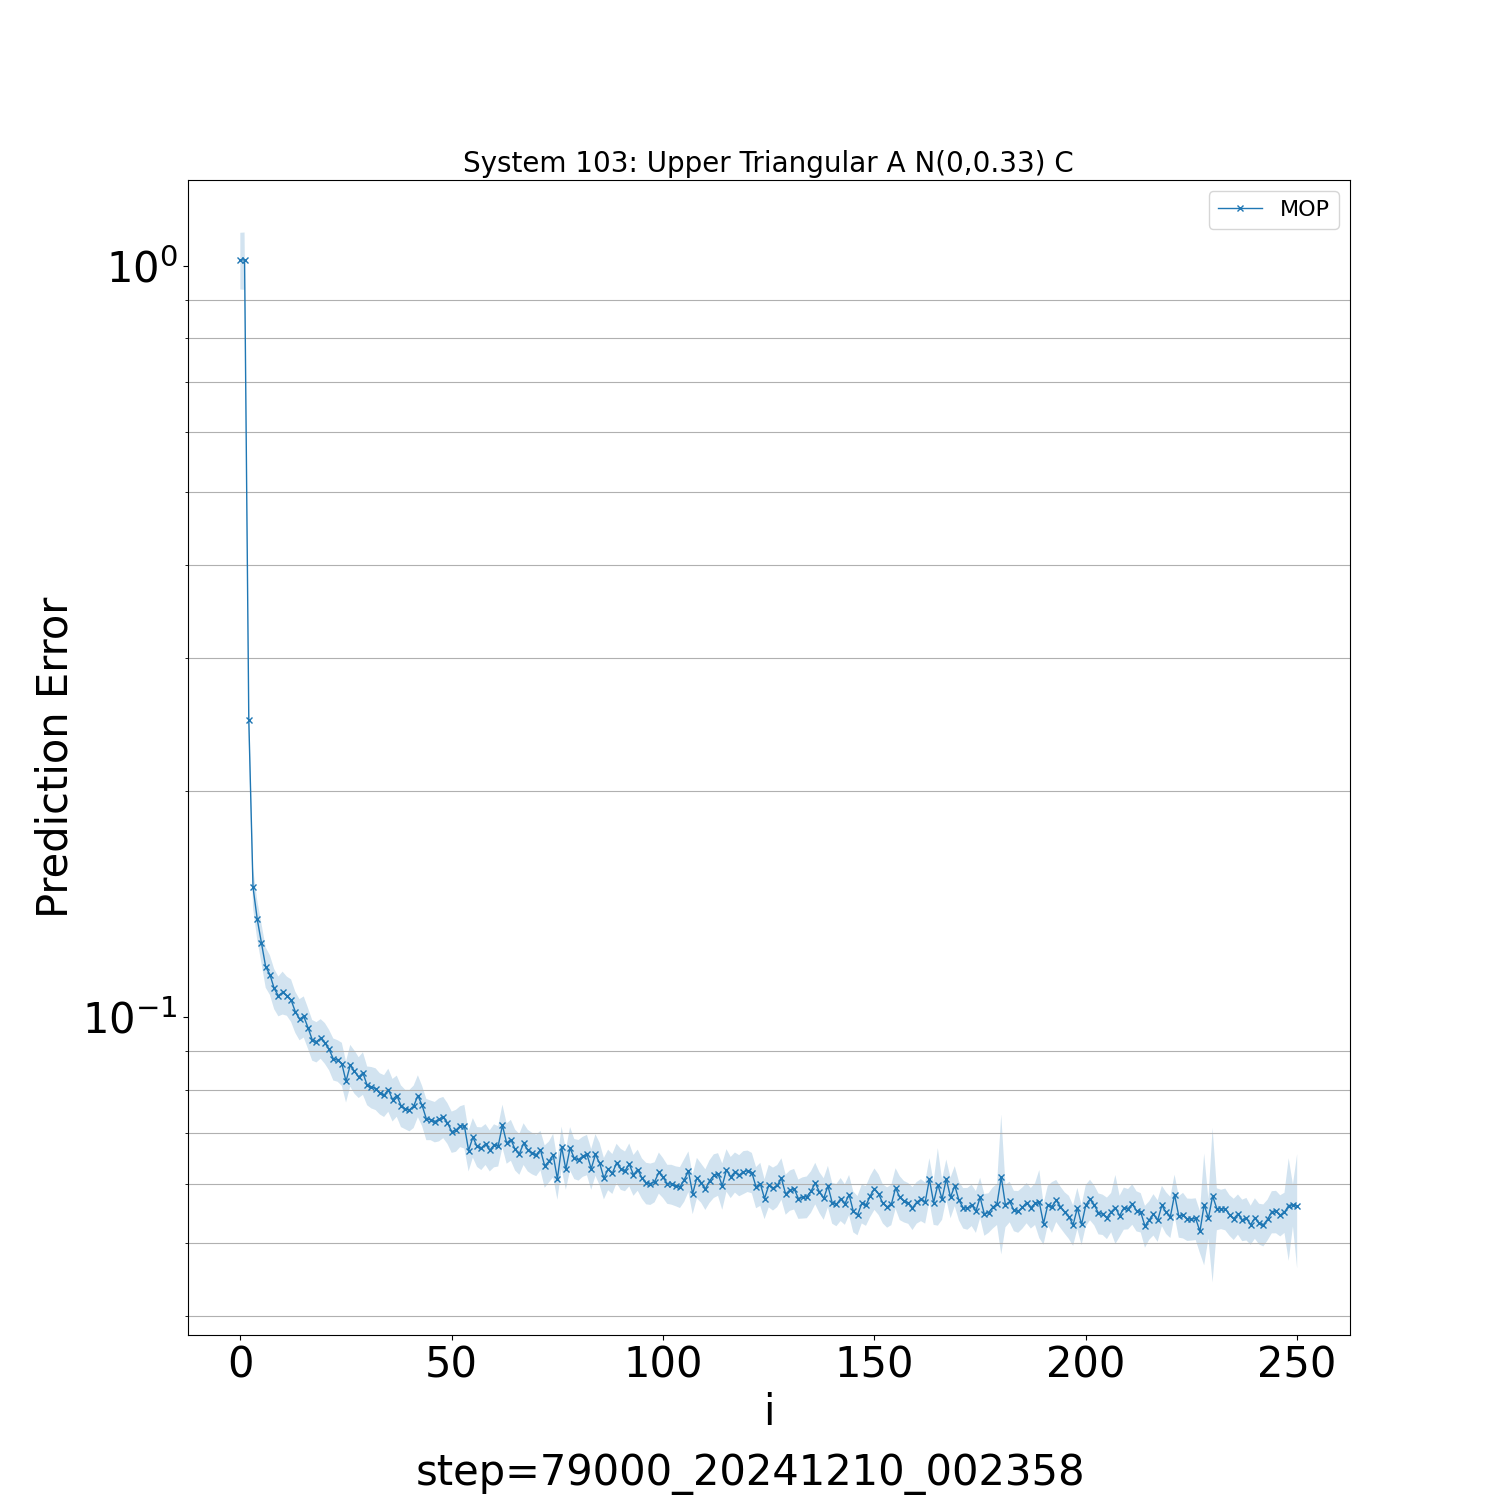 System 103: Upper Triangular A N(0,0.33) C
MOP
10⁰
10⁻¹
Prediction Error
0 50 100 150 200 250
i
step=79000_20241210_002358